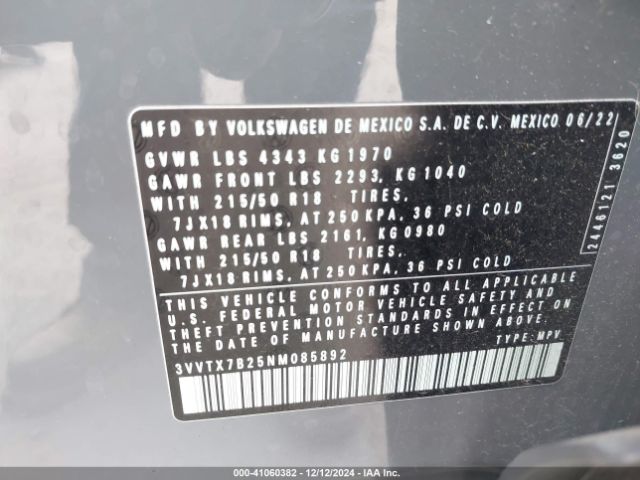 MFD BY VOLKSWAGEN DE MEXICO S.A. DE C.V. MEXICO 06/22
GVWR LBS 4343 KG 1970
GAWR FRONT LBS 2293, KG 1040
WITH 215/50 R18 TIRES,
7JX18 RIMS, AT 250 KPA, 36 PSI COLD
GAWR REAR LBS 2161, KG 0980
WITH 215/50 R18 TIRES,
7JX18 RIMS, AT 250 KPA, 36 PSI COLD
THIS VEHICLE CONFORMS TO ALL APPLICABLE
U.S. FEDERAL MOTOR VEHICLE SAFETY AND
THEFT PREVENTION STANDARDS IN EFFECT ON
THE DATE OF MANUFACTURE SHOWN ABOVE.
3VVTX7B25NM085892 TYPE: MPV
24461121 3620
000-41060382 - 12/12/2024 - IAAI.com